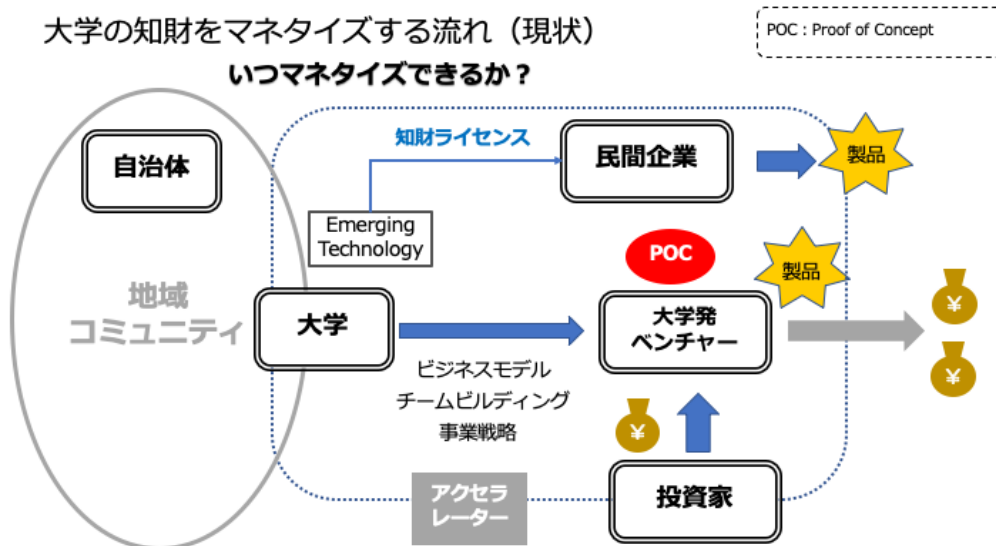 大学の知財をマネタイズする流れ（現状）
POC : Proof of Concept
いつマネタイズできるか？
自治体
知財ライセンス
民間企業
製品
Emerging
Technology
POC
製品
地域
コミュニティ
大学
大学発
ベンチャー
¥
¥
ビジネスモデル
チームビルディング
事業戦略
¥
アクセラ
レーター
投資家